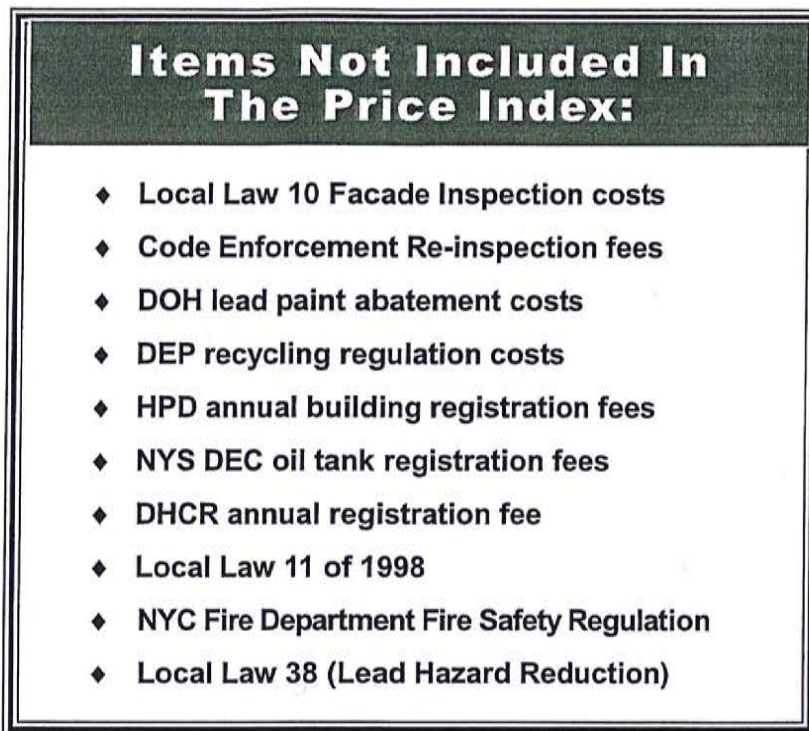 Items Not Included In
The Price Index:
♦ Local Law 10 Facade Inspection costs
♦ Code Enforcement Re-inspection fees
♦ DOH lead paint abatement costs
♦ DEP recycling regulation costs
♦ HPD annual building registration fees
♦ NYS DEC oil tank registration fees
♦ DHCR annual registration fee
♦ Local Law 11 of 1998
♦ NYC Fire Department Fire Safety Regulation
♦ Local Law 38 (Lead Hazard Reduction)